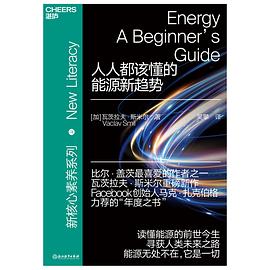 CHEERS
湛庐
Energy
A Beginner's
Guide
人人都该懂的
能源新趋势
[加]瓦茨拉夫·斯米尔 著
Vaclav Smil
吴攀 译
New Literacy
新核心素养系列
比尔·盖茨最喜爱的作者之一
瓦茨拉夫·斯米尔重磅新作
Facebook创始人马克·扎克伯格
力荐的“年度之书”
读懂能源的前世今生
寻获人类未来之路
能源无处不在,它是一切